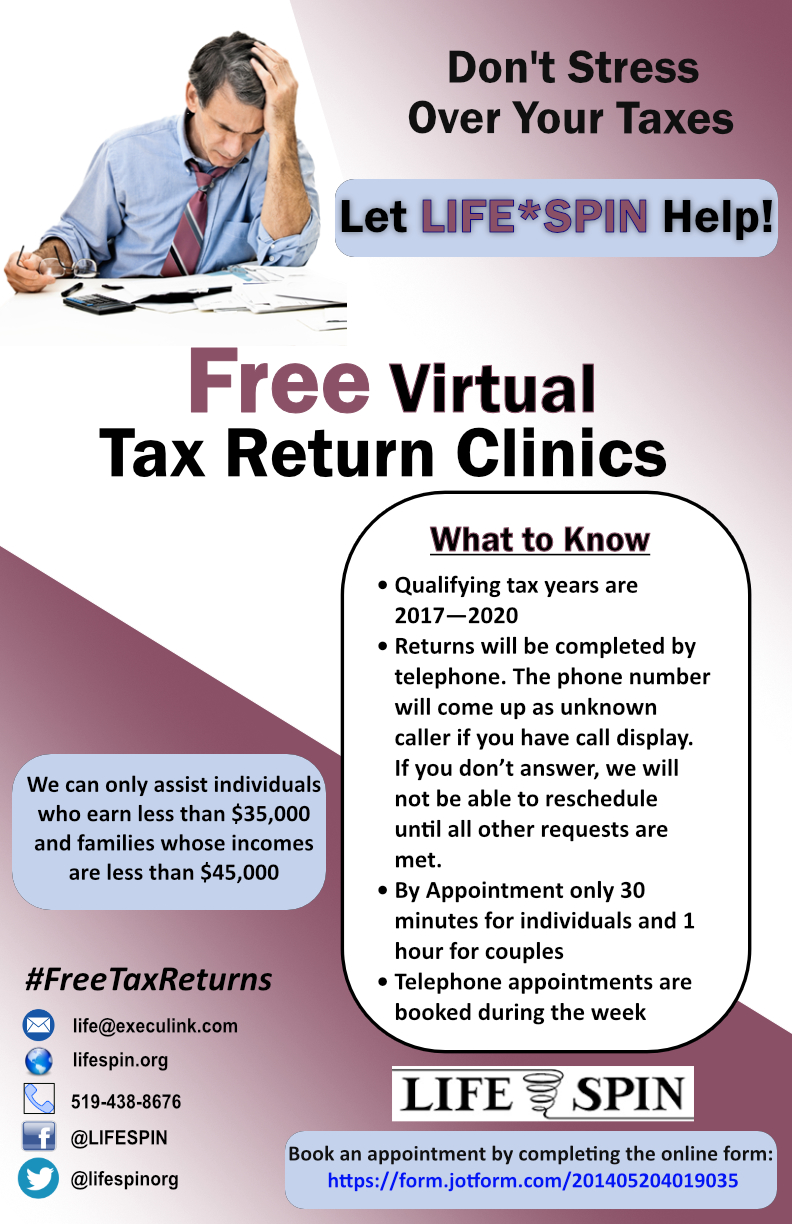 Don't Stress
Over Your Taxes
Let LIFE*SPIN Help!
Free Virtual
Tax Return Clinics
What to Know
• Qualifying tax years are
2017—2020
• Returns will be completed by
telephone. The phone number
will come up as unknown
caller if you have call display.
If you don’t answer, we will
not be able to reschedule
until all other requests are
met.
• By Appointment only 30
minutes for individuals and 1
hour for couples
• Telephone appointments are
booked during the week
We can only assist individuals
who earn less than $35,000
and families whose incomes
are less than $45,000
#FreeTaxReturns
life@execulink.com
lifespin.org
519-438-8676
@LIFESPIN
@lifespinorg
LIFE SPIN
Book an appointment by completing the online form:
https://form.jotform.com/201405204019035